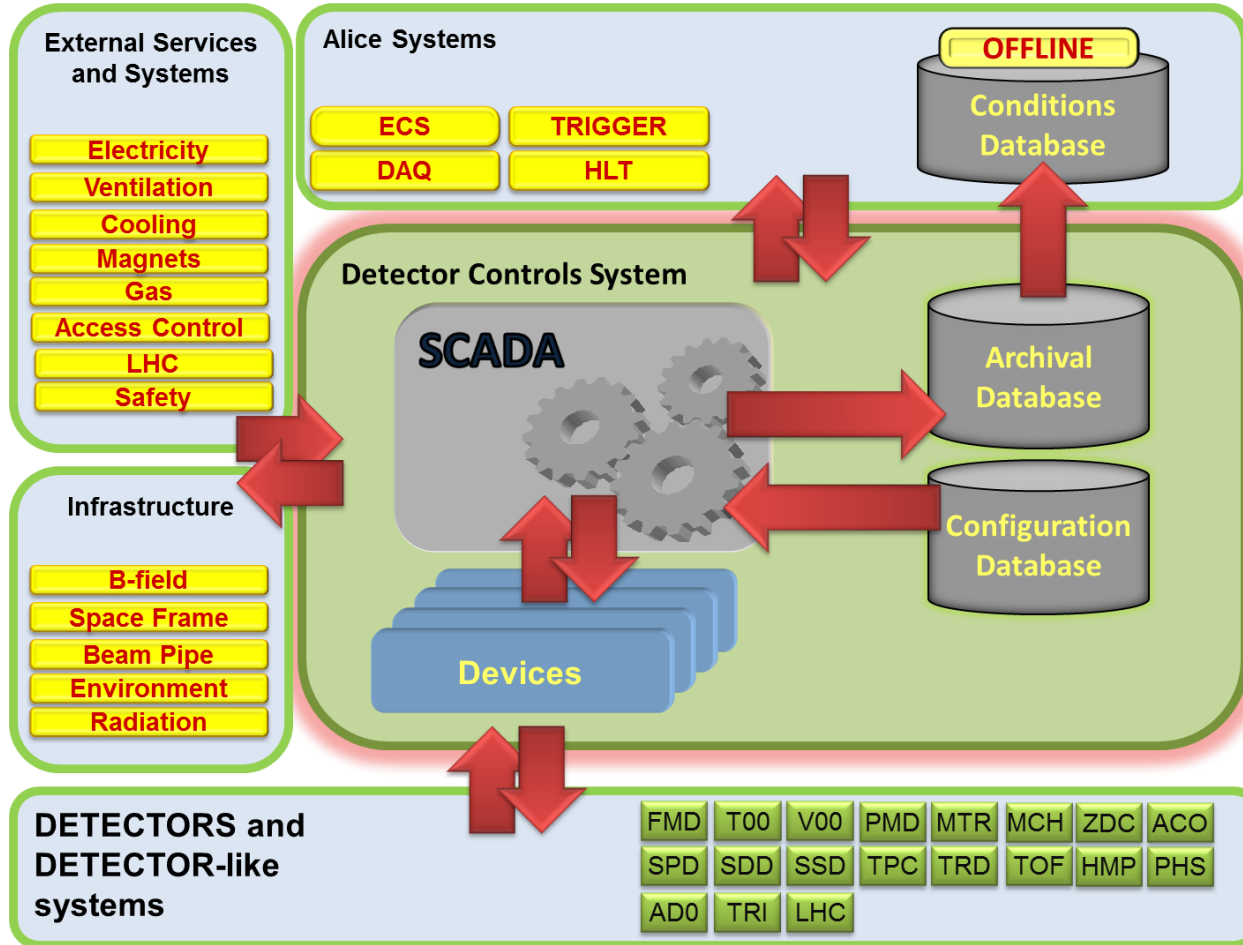 External Services
and Systems
Electricity
Ventilation
Cooling
Magnets
Gas
Access Control
LHC
Safety
Alice Systems
ECS
TRIGGER
DAQ
HLT
OFFLINE
Conditions
Database
Detector Controls System
SCADA
Archival
Database
Configuration
Database
Devices
Infrastructure
B-field
Space Frame
Beam Pipe
Environment
Radiation
DETECTORS and
DETECTOR-like
systems
FMD T00 V00 PMD MTR MCH ZDC ACO
SPD SDD SSD TPC TRD TOF HMP PHS
AD0 TRI LHC